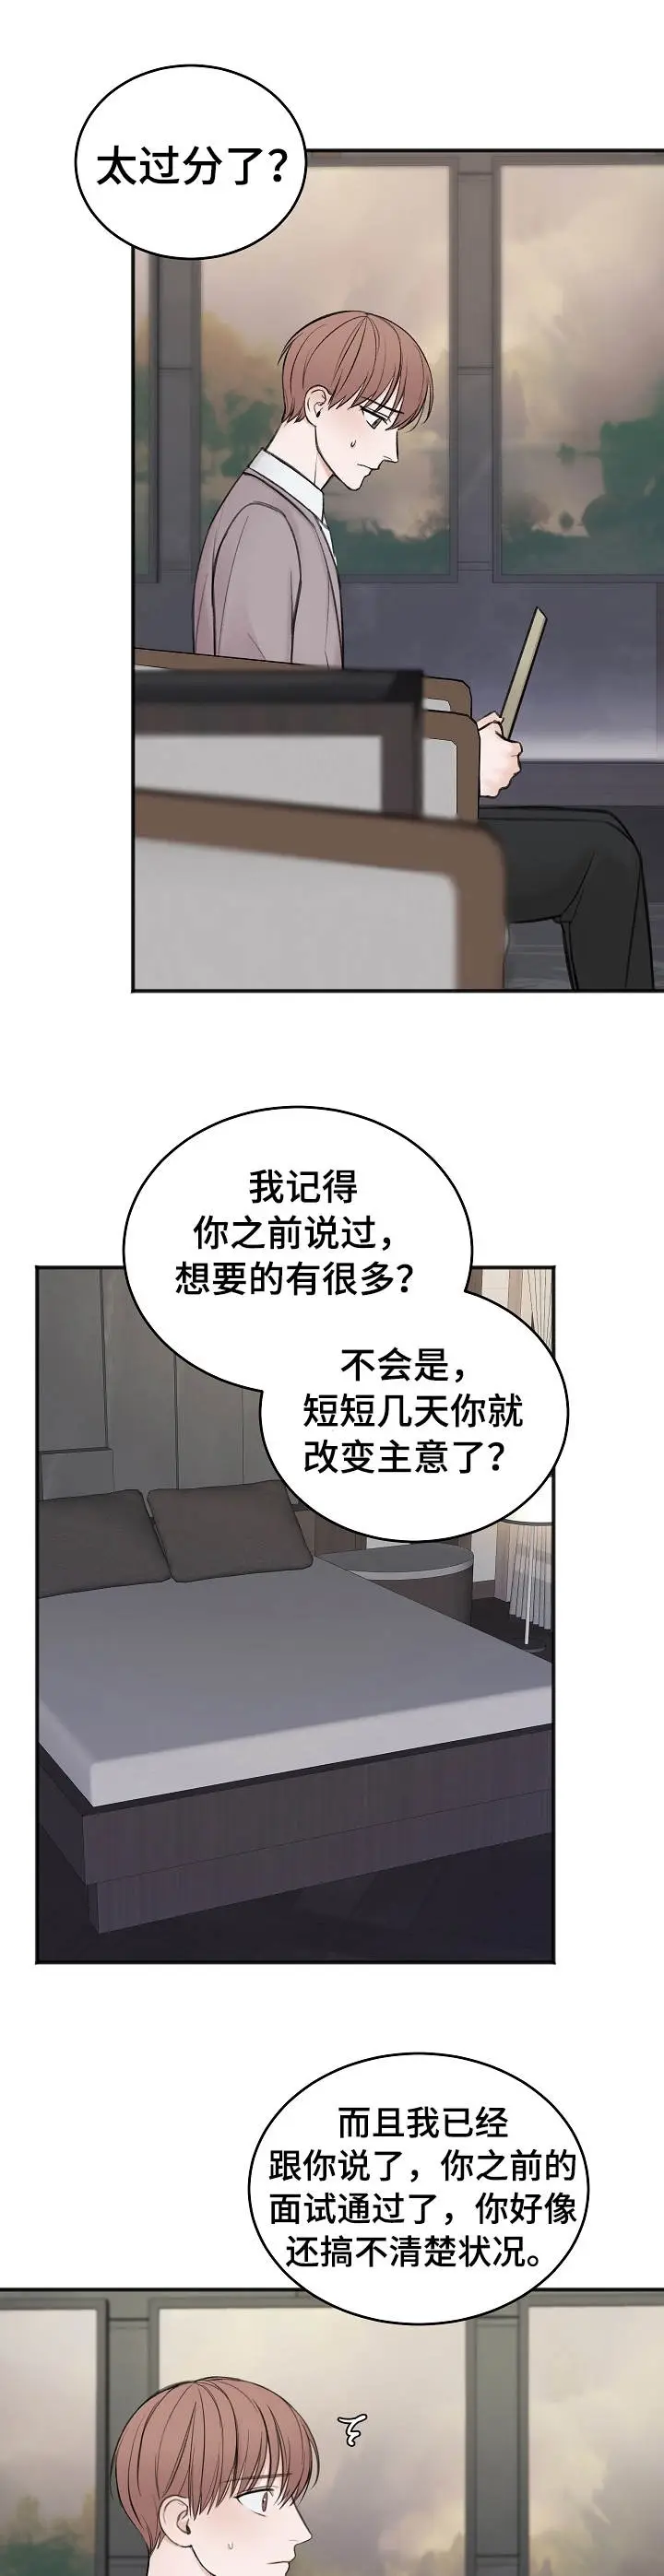 太过分了？
我记得
你之前说过，
想要的有很多？
不会是，
短短几天你就
改变主意了？
而且我已经
跟你说了，你之前的
面试通过了，你好像
还搞不清楚状况。